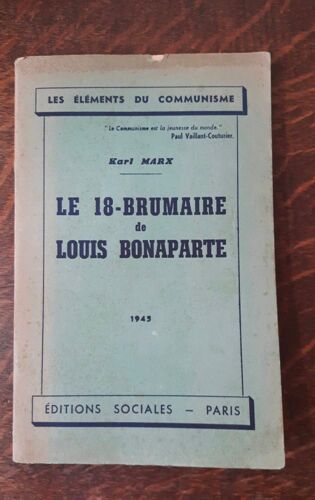 LES ÉLÉMENTS DU COMMUNISME
"Le Communisme est la jeunesse du monde."
Paul Vaillant-Couturier.
Karl MARX
LE 18-BRUMAIRE
de
LOUIS BONAPARTE
1945
ÉDITIONS SOCIALES — PARIS